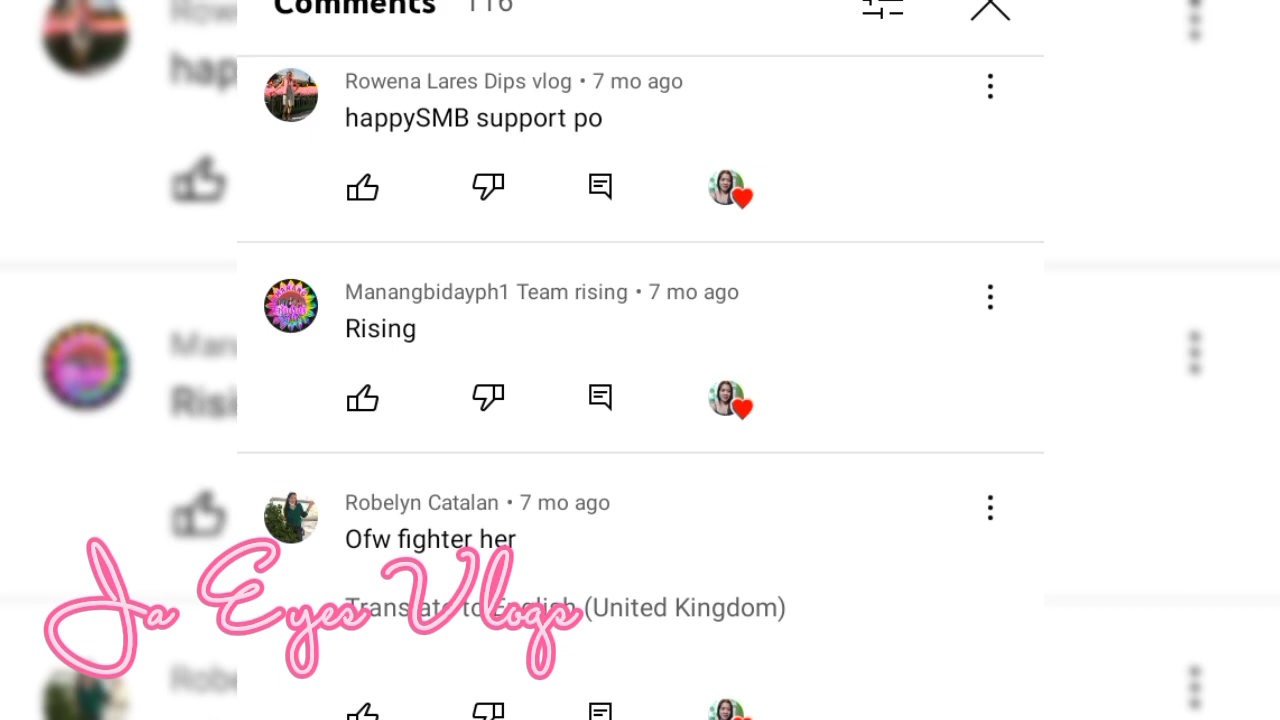 Comments 116
Rowena Lares Dips vlog • 7 mo ago
happySMB support po
Manangbidayph1 Team rising • 7 mo ago
Rising
Robelyn Catalan • 7 mo ago
Ofw fighter her
Translate to English (United Kingdom)
Ja Eyes Vlogs